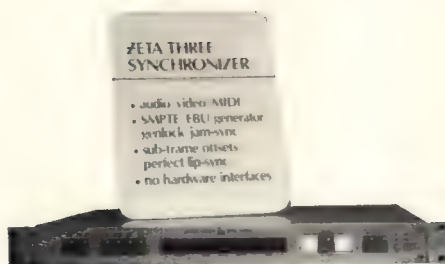 ZETA THREE
SYNCHRONIZER
• audio video MIDI
• SMPTE EBU generator
genlock jam-sync
• sub-frame offsets
perfect lip-sync
• no hardware interfaces